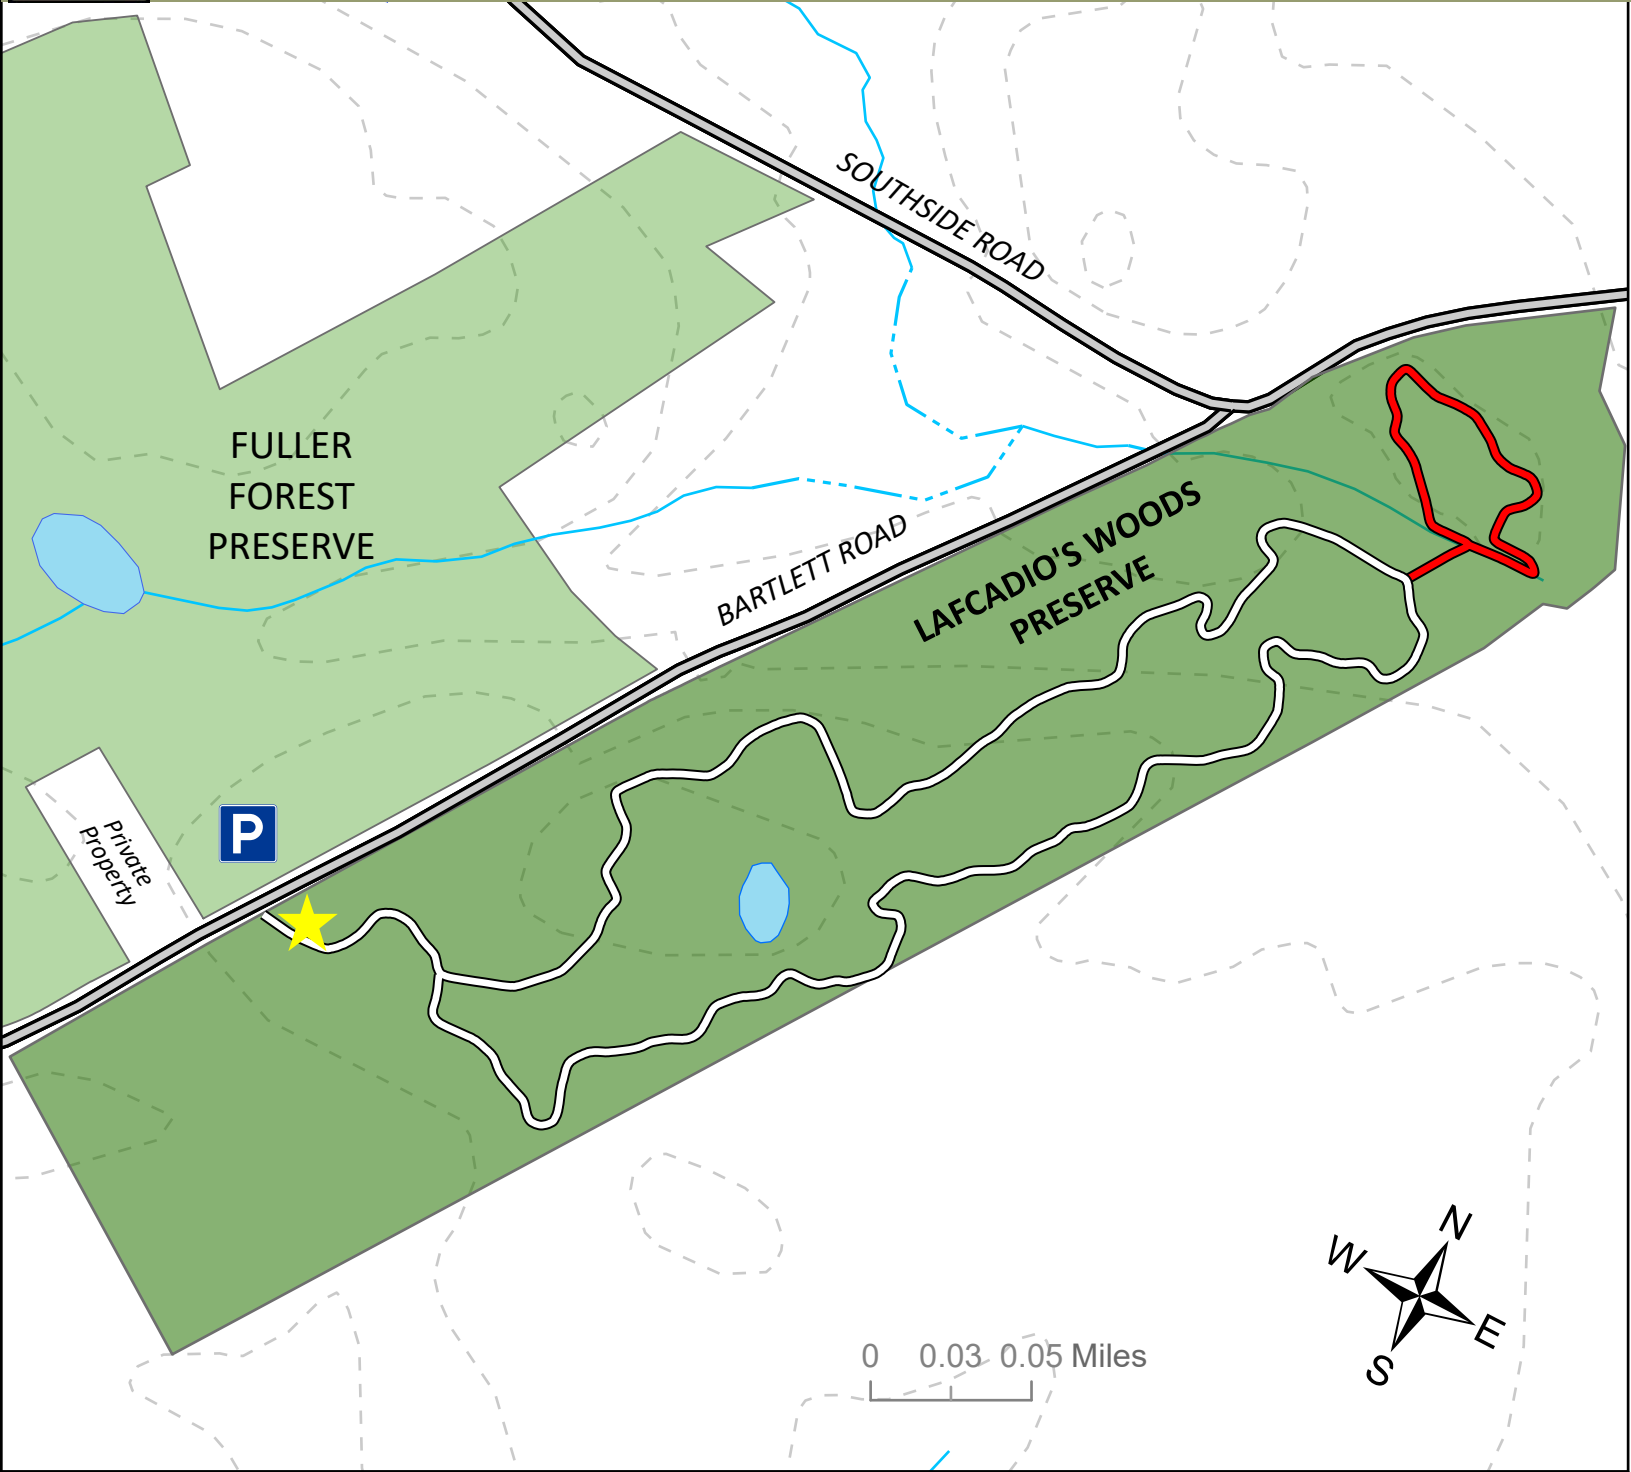 SOUTHSIDE ROAD
FULLER
FOREST
PRESERVE
BARTLETT ROAD
LAFCADIO'S WOODS
PRESERVE
Private
Property
P
N
W
E
S
0 0.03 0.05 Miles